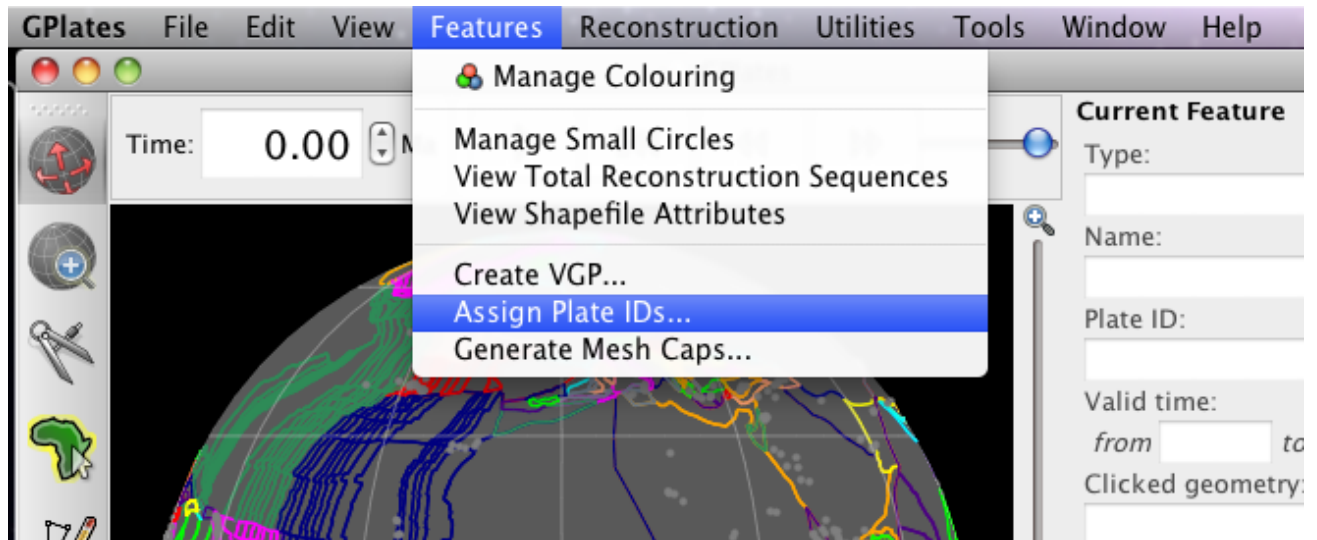 GPlates File Edit View Features Reconstruction Utilities Tools Window Help
Manage Colouring
Manage Small Circles
View Total Reconstruction Sequences
View Shapefile Attributes
Create VGP...
Assign Plate IDs...
Generate Mesh Caps...
Time: 0.00
Current Feature
Type:
Name:
Plate ID:
Valid time:
from to
Clicked geometry: